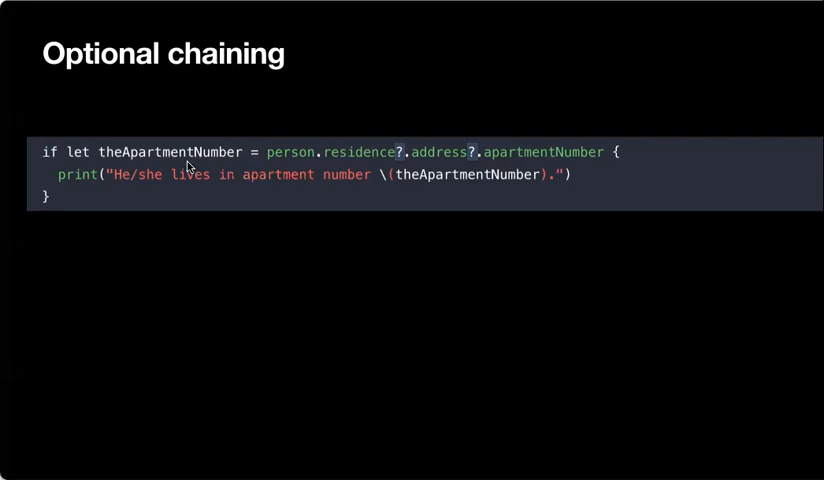 Optional chaining
if let theApartmentNumber = person.residence?.address?.apartmentNumber {
print("He/she lives in apartment number \(theApartmentNumber).")
}